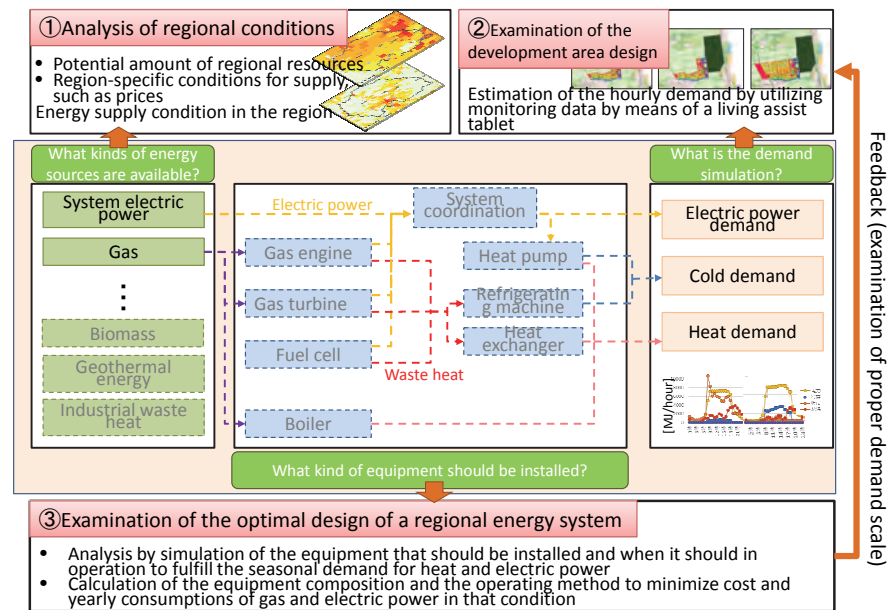 ①Analysis of regional conditions
• Potential amount of regional resources
• Region-specific conditions for supply,
such as prices
Energy supply condition in the region
②Examination of the
development area design
Estimation of the hourly demand by utilizing
monitoring data by means of a living assist
tablet
What kinds of energy
sources are available?
What is the demand
simulation?
System electric
power
Gas
Biomass
Geothermal
energy
Industrial waste
heat
Electric power
System
coordination
Gas engine
Heat pump
Gas turbine
Refrigeratin
g machine
Fuel cell
Heat
exchanger
Waste heat
Boiler
Electric power
demand
Cold demand
Heat demand
[MJ/hour]
What kind of equipment should be installed?
③Examination of the optimal design of a regional energy system
• Analysis by simulation of the equipment that should be installed and when it should in
operation to fulfill the seasonal demand for heat and electric power
• Calculation of the equipment composition and the operating method to minimize cost and
yearly consumptions of gas and electric power in that condition
Feedback (examination of proper demand scale)